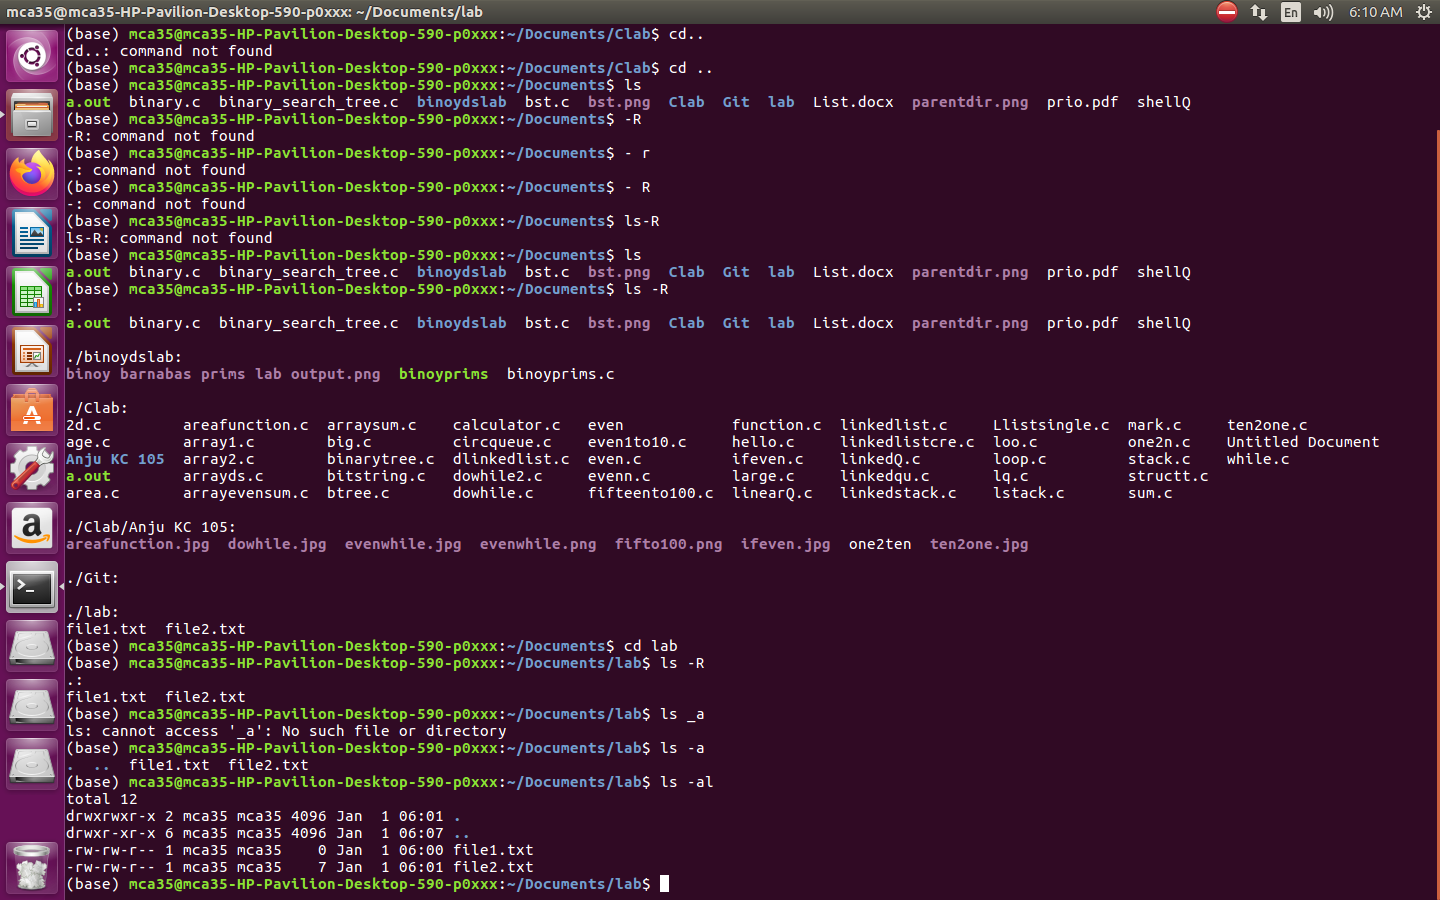 mca35@mca35-HP-Pavilion-Desktop-590-p0xxx: ~/Documents/lab
En
6:10 AM
(base) mca35@mca35-HP-Pavilion-Desktop-590-p0xxx:~/Documents/Clab$ cd..
cd..: command not found
(base) mca35@mca35-HP-Pavilion-Desktop-590-p0xxx:~/Documents/Clab$ cd ..
(base) mca35@mca35-HP-Pavilion-Desktop-590-p0xxx:~/Documents$ ls
a.out  binary.c  binary_search_tree.c  binoydslab  bst.c  bst.png  Clab  Git  lab  List.docx  parentdir.png  prio.pdf  shellQ
(base) mca35@mca35-HP-Pavilion-Desktop-590-p0xxx:~/Documents$ -R
-R: command not found
(base) mca35@mca35-HP-Pavilion-Desktop-590-p0xxx:~/Documents$ - r
-: command not found
(base) mca35@mca35-HP-Pavilion-Desktop-590-p0xxx:~/Documents$ - R
-: command not found
(base) mca35@mca35-HP-Pavilion-Desktop-590-p0xxx:~/Documents$ ls-R
ls-R: command not found
(base) mca35@mca35-HP-Pavilion-Desktop-590-p0xxx:~/Documents$ ls
a.out  binary.c  binary_search_tree.c  binoydslab  bst.c  bst.png  Clab  Git  lab  List.docx  parentdir.png  prio.pdf  shellQ
(base) mca35@mca35-HP-Pavilion-Desktop-590-p0xxx:~/Documents$ ls -R
.:
a.out  binary.c  binary_search_tree.c  binoydslab  bst.c  bst.png  Clab  Git  lab  List.docx  parentdir.png  prio.pdf  shellQ
./binoydslab:
binoy barnabas prims lab output.png  binoyprims  binoyprims.c
./Clab:
2d.c         areafunction.c  arraysum.c    calculator.c   even            function.c  linkedlist.c    Llistsingle.c  mark.c    ten2one.c
age.c        array1.c        big.c         circqueue.c    even1to10.c     hello.c     linkedlistcre.c  loo.c          one2n.c   Untitled Document
Anju KC 105  array2.c        binarytree.c  dlinkedlist.c  even.c          ifeven.c    linkedQ.c       loop.c         stack.c   while.c
a.out        arrayds.c       bitstring.c   dowhile2.c     evenn.c         large.c     linkedqu.c      lq.c           structt.c
area.c       arrayevensum.c  btree.c       dowhile.c      fifteento100.c  linearQ.c   linkedstack.c   lstack.c       sum.c
./Clab/Anju KC 105:
areafunction.jpg  dowhile.jpg  evenwhile.jpg  evenwhile.png  fifto100.png  ifeven.jpg  one2ten  ten2one.jpg
./Git:
./lab:
file1.txt  file2.txt
(base) mca35@mca35-HP-Pavilion-Desktop-590-p0xxx:~/Documents$ cd lab
(base) mca35@mca35-HP-Pavilion-Desktop-590-p0xxx:~/Documents/lab$ ls -R
.:
file1.txt  file2.txt
(base) mca35@mca35-HP-Pavilion-Desktop-590-p0xxx:~/Documents/lab$ ls _a
ls: cannot access '_a': No such file or directory
(base) mca35@mca35-HP-Pavilion-Desktop-590-p0xxx:~/Documents/lab$ ls -a
.  ..  file1.txt  file2.txt
(base) mca35@mca35-HP-Pavilion-Desktop-590-p0xxx:~/Documents/lab$ ls -al
total 12
drwxrwxr-x 2 mca35 mca35 4096 Jan  1 06:01 .
drwxr-xr-x 6 mca35 mca35 4096 Jan  1 06:07 ..
-rw-rw-r-- 1 mca35 mca35    0 Jan  1 06:00 file1.txt
-rw-rw-r-- 1 mca35 mca35    7 Jan  1 06:01 file2.txt
(base) mca35@mca35-HP-Pavilion-Desktop-590-p0xxx:~/Documents/lab$